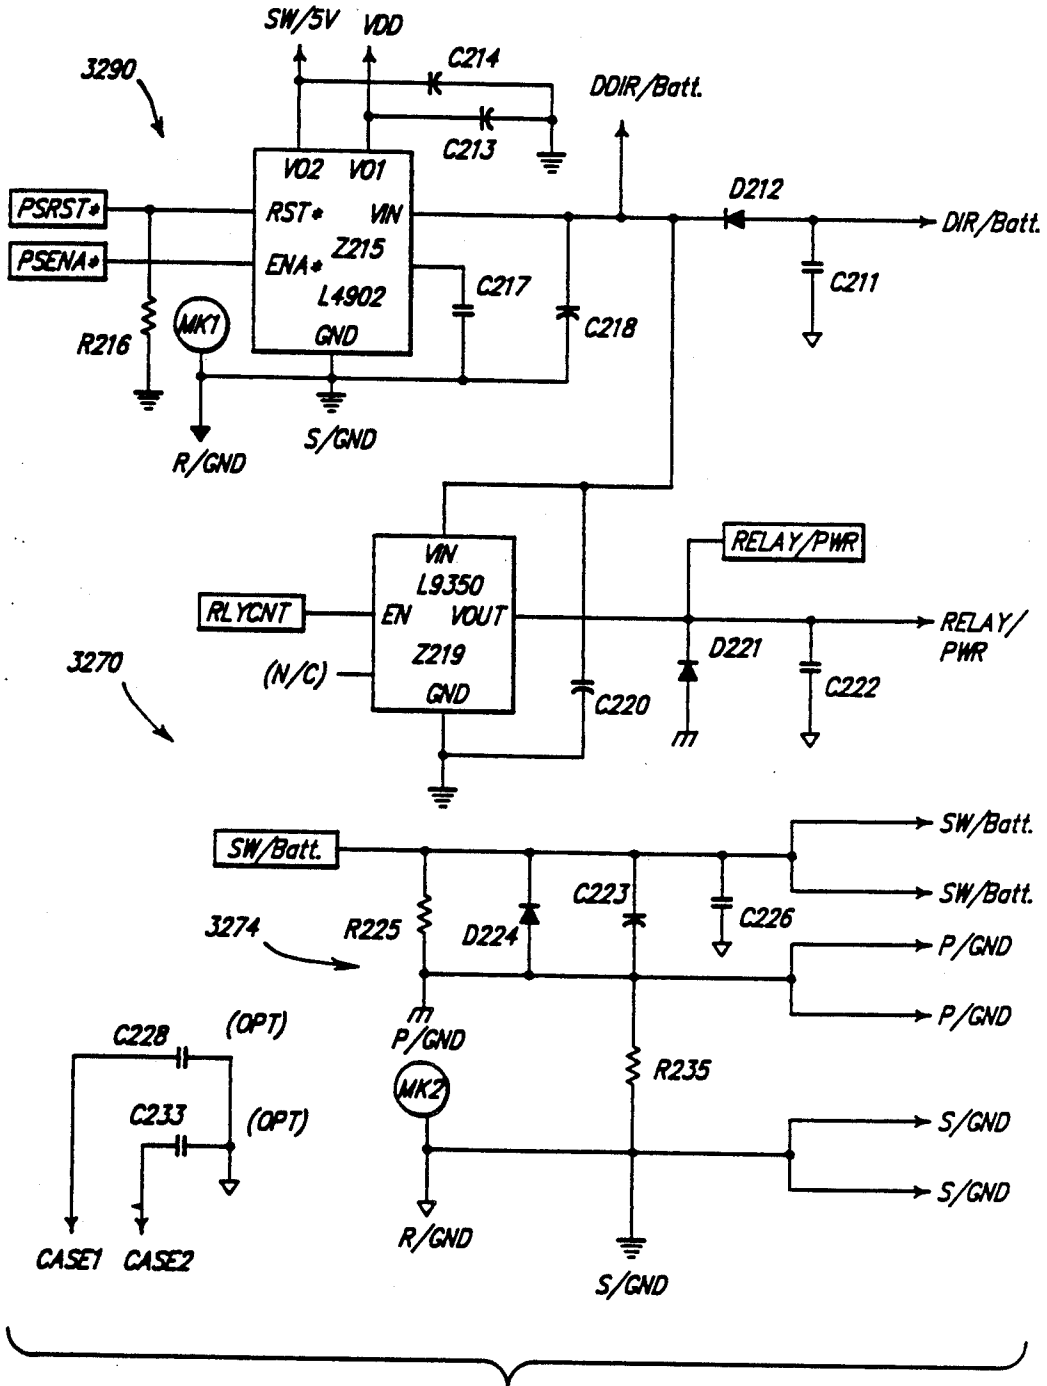 SW/5V VDD
3290
C214
DDIR/Batt.
C213
VO2 VO1
D212
PSRST*
RST* VIN
DIR/Batt.
Z215
PSENA*
ENA*
C217
C211
L4902
MK1
C218
R216
GND
S/GND
R/GND
VIN
RELAY/PWR
L9350
RLYCNT
EN VOUT
RELAY/
PWR
D221
3270
Z219
(N/C)
C222
GND
C220
SW/Batt.
SW/Batt.
C223
SW/Batt.
C226
3274
R225
D224
P/GND
P/GND
(OPT)
C228
P/GND
R235
MK2
C233
(OPT)
S/GND
S/GND
R/GND
CASE1 CASE2
S/GND